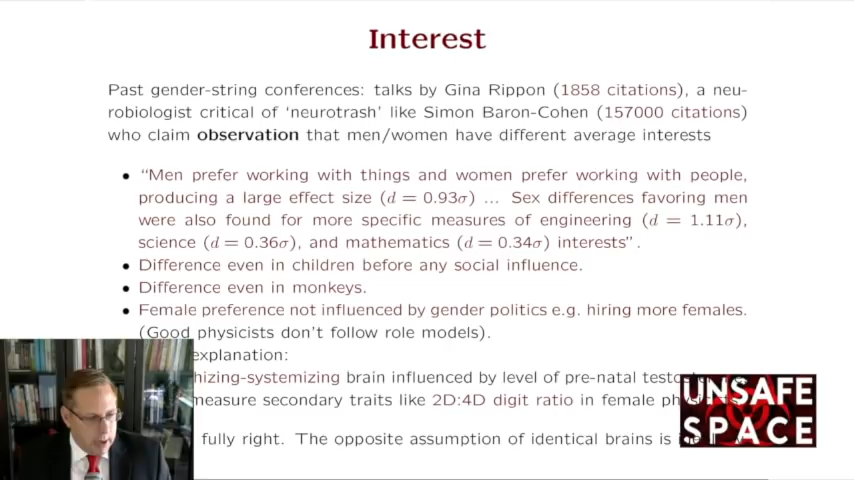 Interest
Past gender-string conferences: talks by Gina Rippon (1858 citations), a neu-
robiologist critical of ‘neurotrash’ like Simon Baron-Cohen (157000 citations)
who claim observation that men/women have different average interests
• “Men prefer working with things and women prefer working with people,
producing a large effect size (d = 0.93σ) ... Sex differences favoring men
were also found for more specific measures of engineering (d = 1.11σ),
science (d = 0.36σ), and mathematics (d = 0.34σ) interests”.
• Difference even in children before any social influence.
• Difference even in monkeys.
• Female preference not influenced by gender politics e.g. hiring more females.
(Good physicists don’t follow role models).
explanation:
hizing-systemizing brain influenced by level of pre-natal
measure secondary traits like 2D:4D digit ratio in female
fully right. The opposite assumption of identical brains is
UNSAFE
SPACE